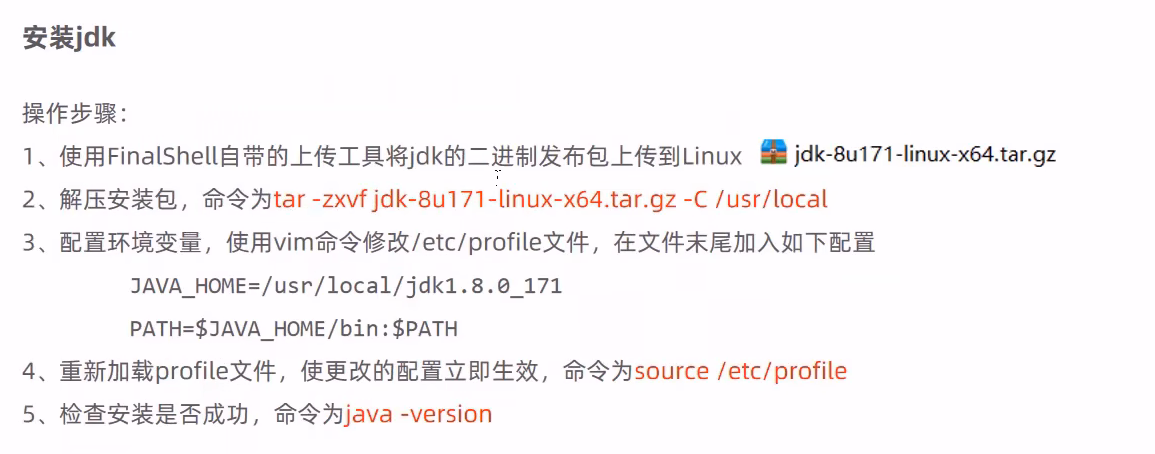 安装jdk
操作步骤：
1、使用FinalShell自带的上传工具将jdk的二进制发布包上传到Linux jdk-8u171-linux-x64.tar.gz
2、解压安装包，命令为tar -zxvf jdk-8u171-linux-x64.tar.gz -C /usr/local
3、配置环境变量，使用vim命令修改/etc/profile文件，在文件末尾加入如下配置
JAVA_HOME=/usr/local/jdk1.8.0_171
PATH=$JAVA_HOME/bin:$PATH
4、重新加载profile文件，使更改的配置立即生效，命令为source /etc/profile
5、检查安装是否成功，命令为java -version